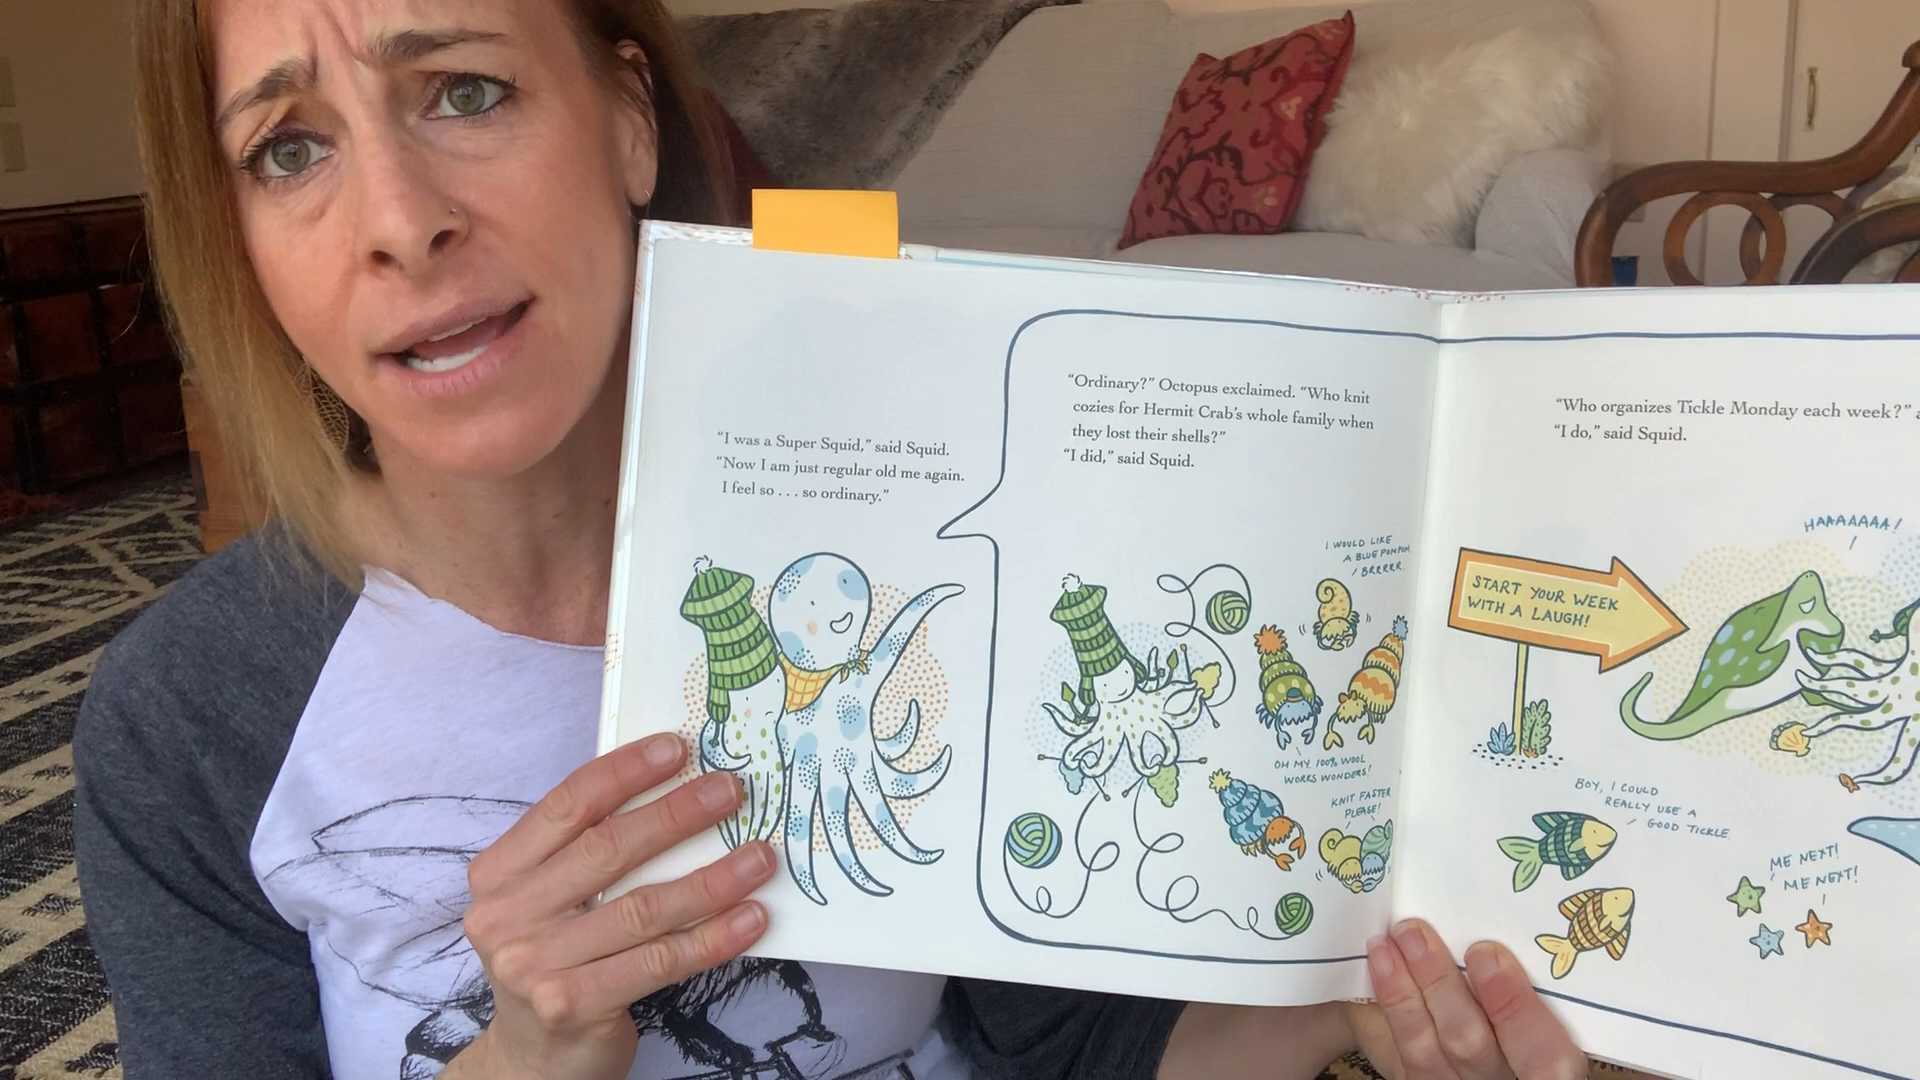 “I was a Super Squid,” said Squid.
“Now I am just regular old me again.
I feel so . . . so ordinary.”
“Ordinary?” Octopus exclaimed. “Who knit
cozies for Hermit Crab’s whole family when
they lost their shells?”
“I did,” said Squid.
I WOULD LIKE
A BLUE POMPOM
BRRRRR
OH MY, 100% WOOL
WORKS WONDERS!
KNIT FASTER
PLEASE!
“Who organizes Tickle Monday each week?”
“I do,” said Squid.
HAAAAAAA!
START YOUR WEEK
WITH A LAUGH!
BOY, I COULD
REALLY USE A
GOOD TICKLE.
ME NEXT!
ME NEXT!